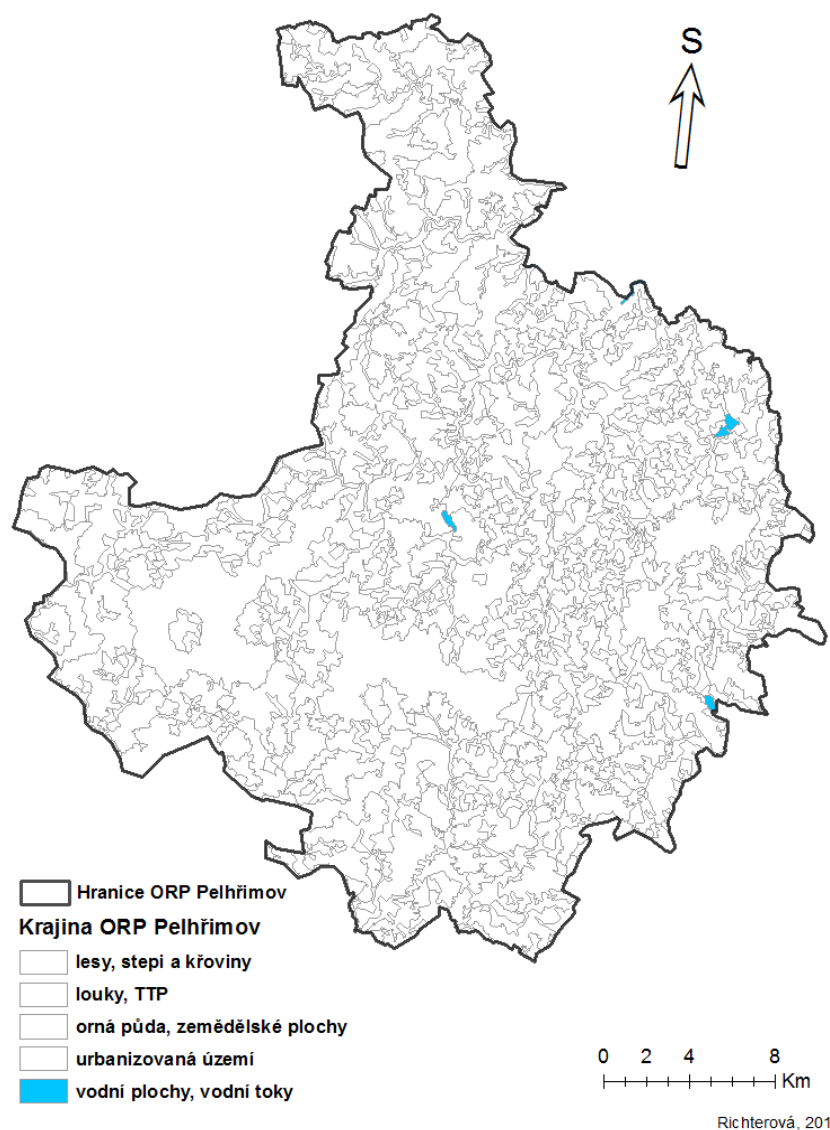 S
Hranice ORP Pelhřimov
Krajina ORP Pelhřimov
lesy, stepi a křoviny
louky, TTP
orná půda, zemědělské plochy
urbanizovaná území
vodní plochy, vodní toky
0 2 4 8
Km
Richterová, 201